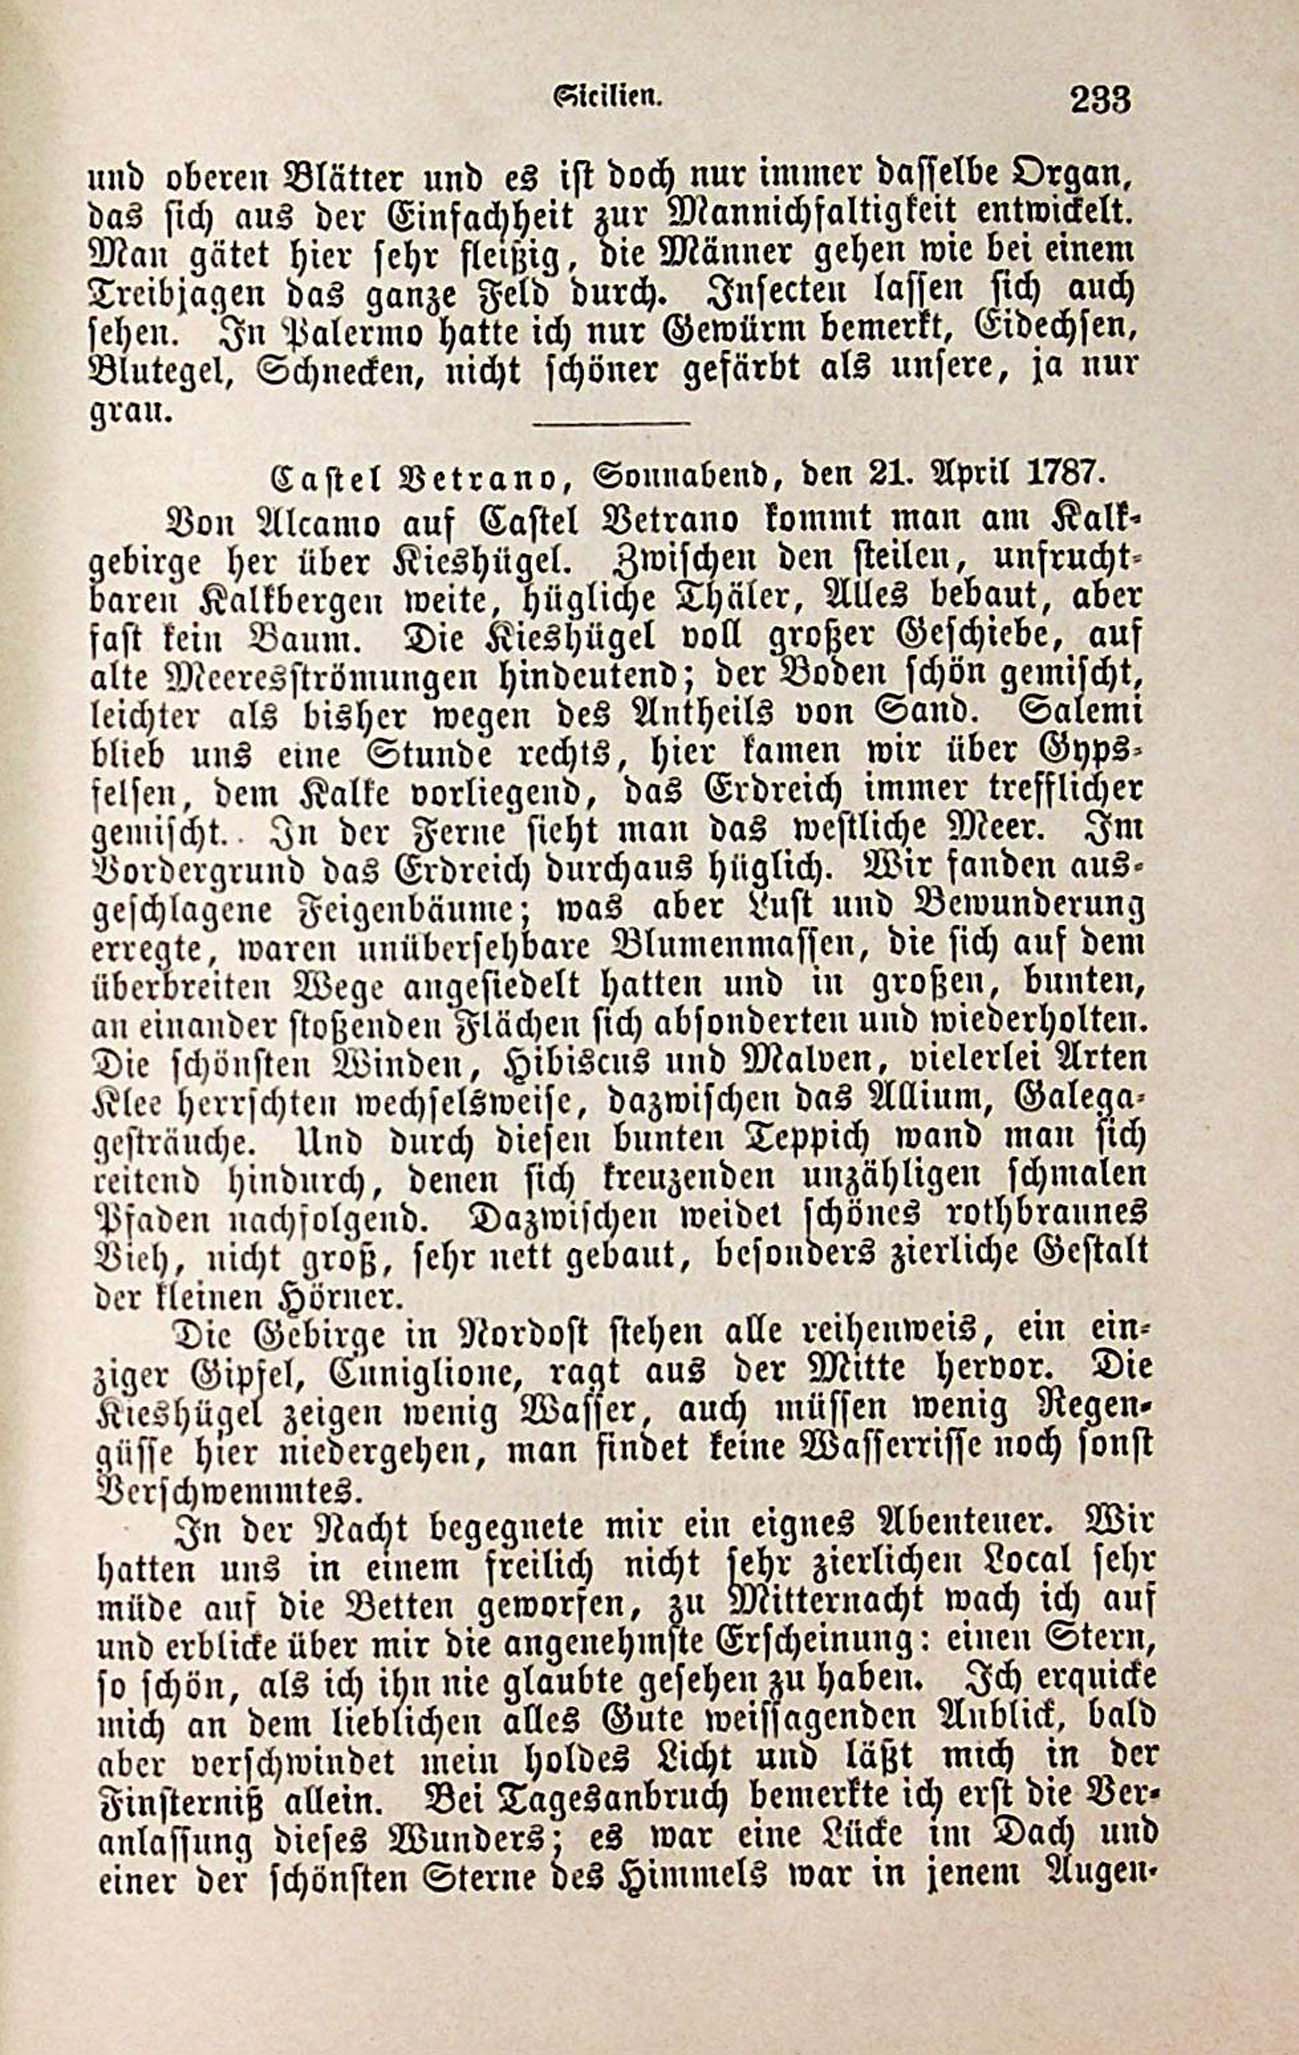 Sicilien. 233
und oberen Blätter und es ist doch nur immer dasselbe Organ,
das sich aus der Einfachheit zur Mannichfaltigkeit entwickelt.
Man gätet hier sehr fleißig, die Männer gehen wie bei einem
Treibjagen das ganze Feld durch. Insecten lassen sich auch
sehen. In Palermo hatte ich nur Gewürm bemerkt, Eidechsen,
Blutegel, Schnecken, nicht schöner gefärbt als unsere, ja nur
grau.
Castel Vetrano, Sonnabend, den 21. April 1787.
Von Alcamo auf Castel Vetrano kommt man am Kalk-
gebirge her über Kieshügel. Zwischen den steilen, unfrucht-
baren Kalkbergen weite, hügliche Thäler, Alles bebaut, aber
fast kein Baum. Die Kieshügel voll großer Geschiebe, auf
alte Meeresströmungen hindeutend; der Boden schön gemischt,
leichter als bisher wegen des Antheils von Sand. Salemi
blieb uns eine Stunde rechts, hier kamen wir über Gyps-
felsen, dem Kalke vorliegend, das Erdreich immer trefflicher
gemischt. In der Ferne sieht man das westliche Meer. Im
Vordergrund das Erdreich durchaus hüglich. Wir fanden aus-
geschlagene Feigenbäume; was aber Lust und Bewunderung
erregte, waren unübersehbare Blumenmassen, die sich auf dem
überbreiten Wege angesiedelt hatten und in großen, bunten,
an einander stoßenden Flächen sich absonderten und wiederholten.
Die schönsten Winden, Hibiscus und Malven, vielerlei Arten
Klee herrschten wechselsweise, dazwischen das Allium, Galega-
gesträuche. Und durch diesen bunten Teppich wand man sich
reitend hindurch, denen sich kreuzenden unzähligen schmalen
Pfaden nachfolgend. Dazwischen weidet schönes rothbraunes
Vieh, nicht groß, sehr nett gebaut, besonders zierliche Gestalt
der kleinen Hörner.
Die Gebirge in Nordost stehen alle reihenweis, ein ein-
ziger Gipfel, Cuniglione, ragt aus der Mitte hervor. Die
Kieshügel zeigen wenig Wasser, auch müssen wenig Regen-
güsse hier niedergehen, man findet keine Wasserrisse noch sonst
Verschwemmtes.
In der Nacht begegnete mir ein eignes Abenteuer. Wir
hatten uns in einem freilich nicht sehr zierlichen Local sehr
müde auf die Betten geworfen, zu Mitternacht wach ich auf
und erblicke über mir die angenehmste Erscheinung: einen Stern,
so schön, als ich ihn nie glaubte gesehen zu haben. Ich erquicke
mich an dem lieblichen alles Gute weissagenden Anblick, bald
aber verschwindet mein holdes Licht und läßt mich in der
Finsterniß allein. Bei Tagesanbruch bemerkte ich erst die Ver-
anlassung dieses Wunders; es war eine Lücke im Dach und
einer der schönsten Sterne des Himmels war in jenem Augen-